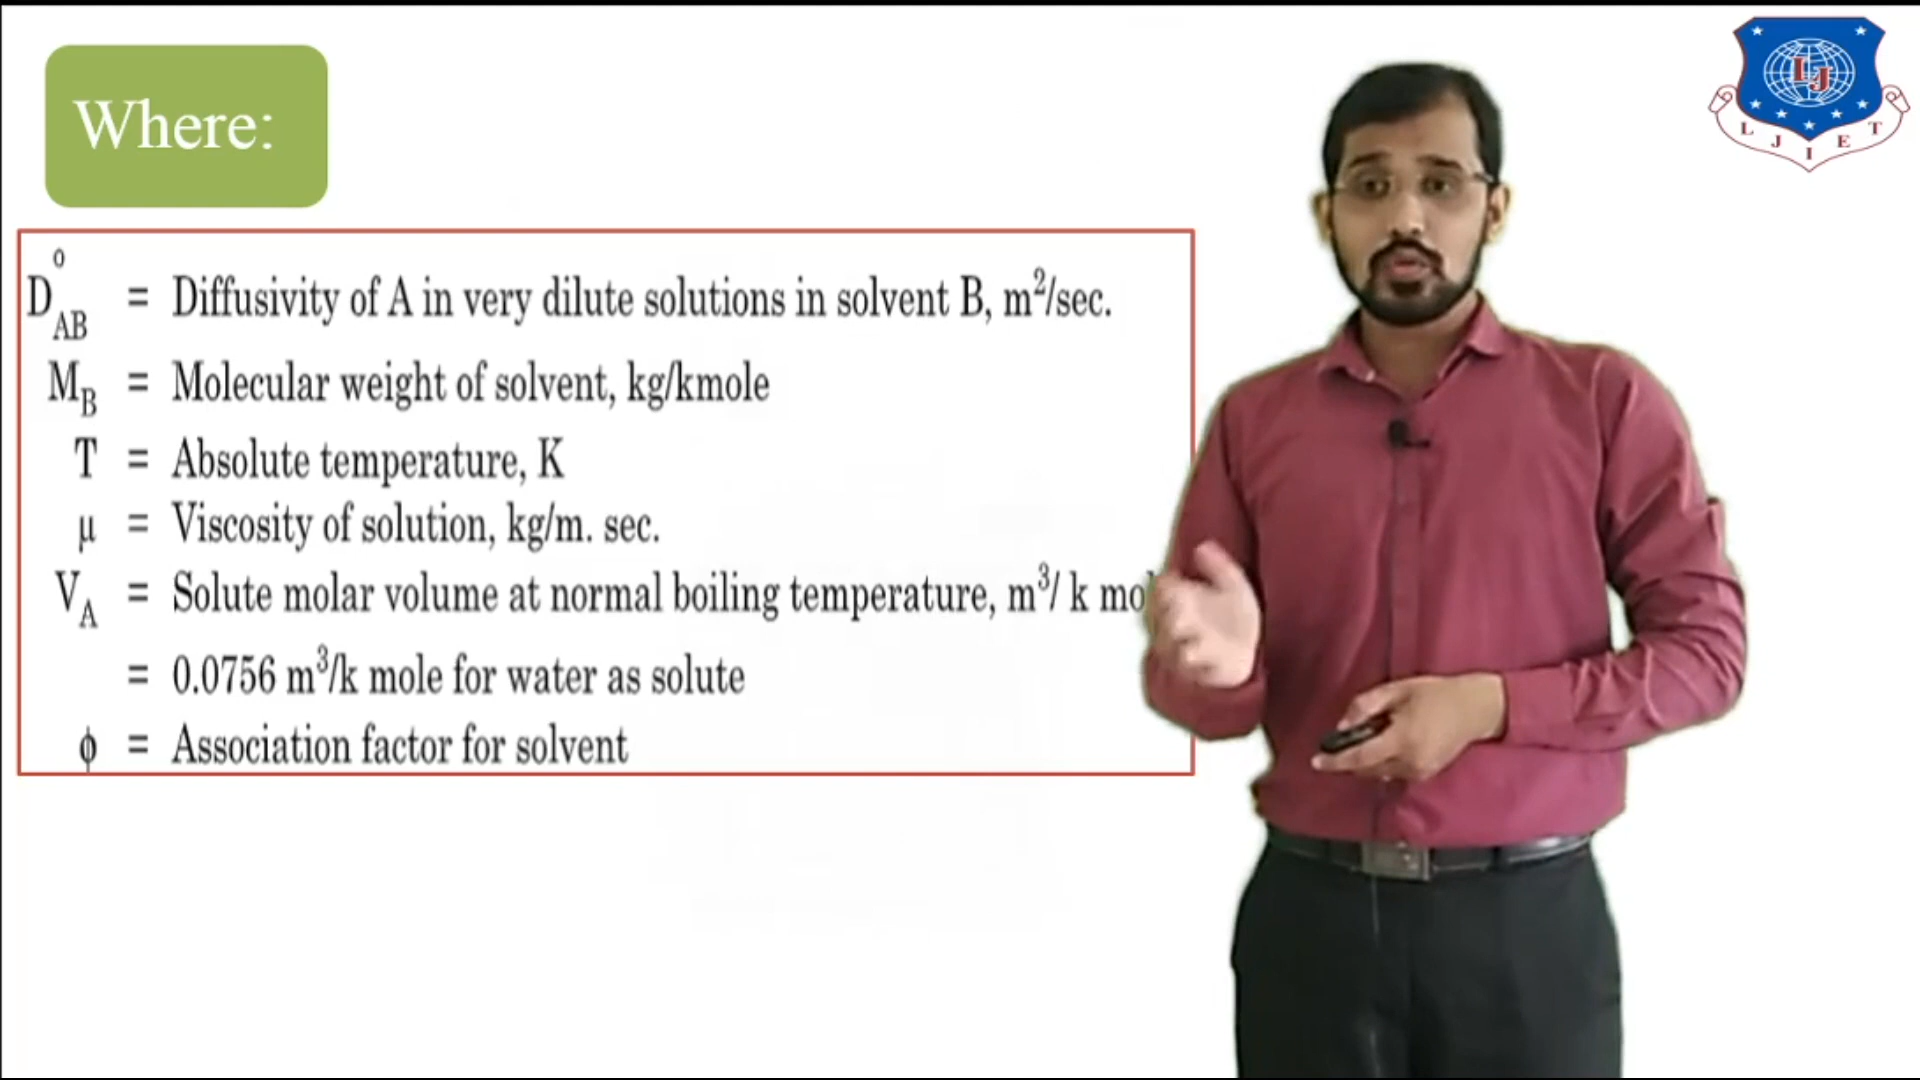 Where:
D°AB = Diffusivity of A in very dilute solutions in solvent B, m²/sec.
MB = Molecular weight of solvent, kg/kmole
T = Absolute temperature, K
μ = Viscosity of solution, kg/m. sec.
VA = Solute molar volume at normal boiling temperature, m³/ k mo
= 0.0756 m³/k mole for water as solute
ϕ = Association factor for solvent
LJ
L J I E T